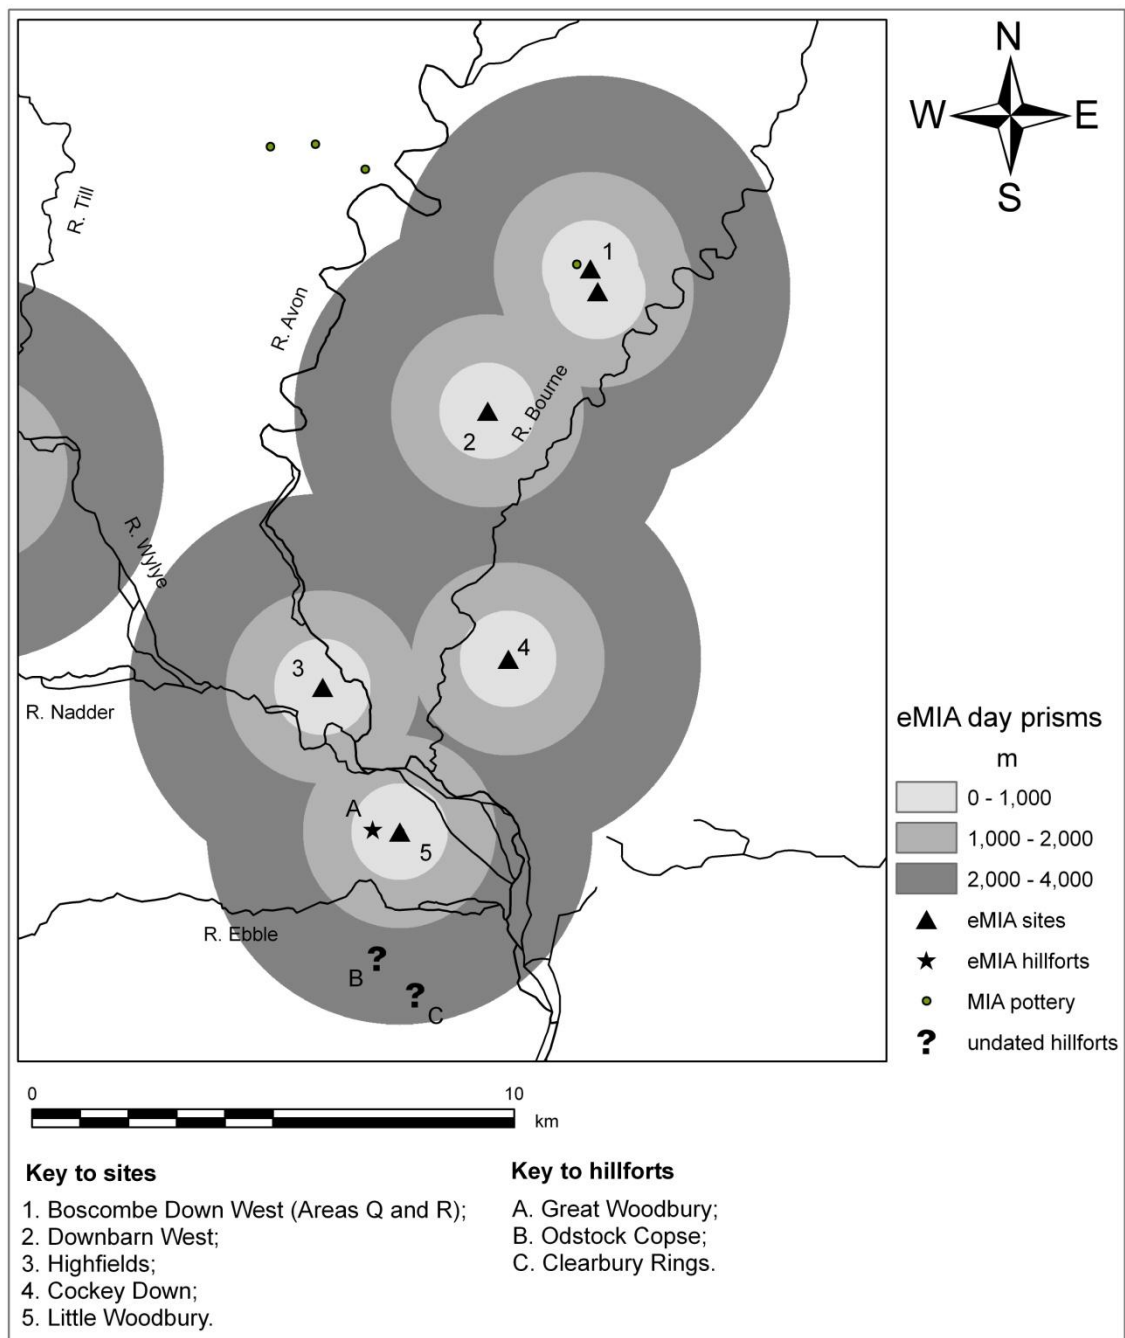 N
W E
S
R. Till
R. Avon
1
R. Bourne
2
R. Wylye
3
4
R. Nadder
A
5
R. Ebble
B ?
? C
eMIA day prisms
m
0 - 1,000
1,000 - 2,000
2,000 - 4,000
eMIA sites
eMIA hillforts
MIA pottery
? undated hillforts
0 10
km
Key to sites
1. Boscombe Down West (Areas Q and R);
2. Downbarn West;
3. Highfields;
4. Cockey Down;
5. Little Woodbury.
Key to hillforts
A. Great Woodbury;
B. Odstock Copse;
C. Clearbury Rings.